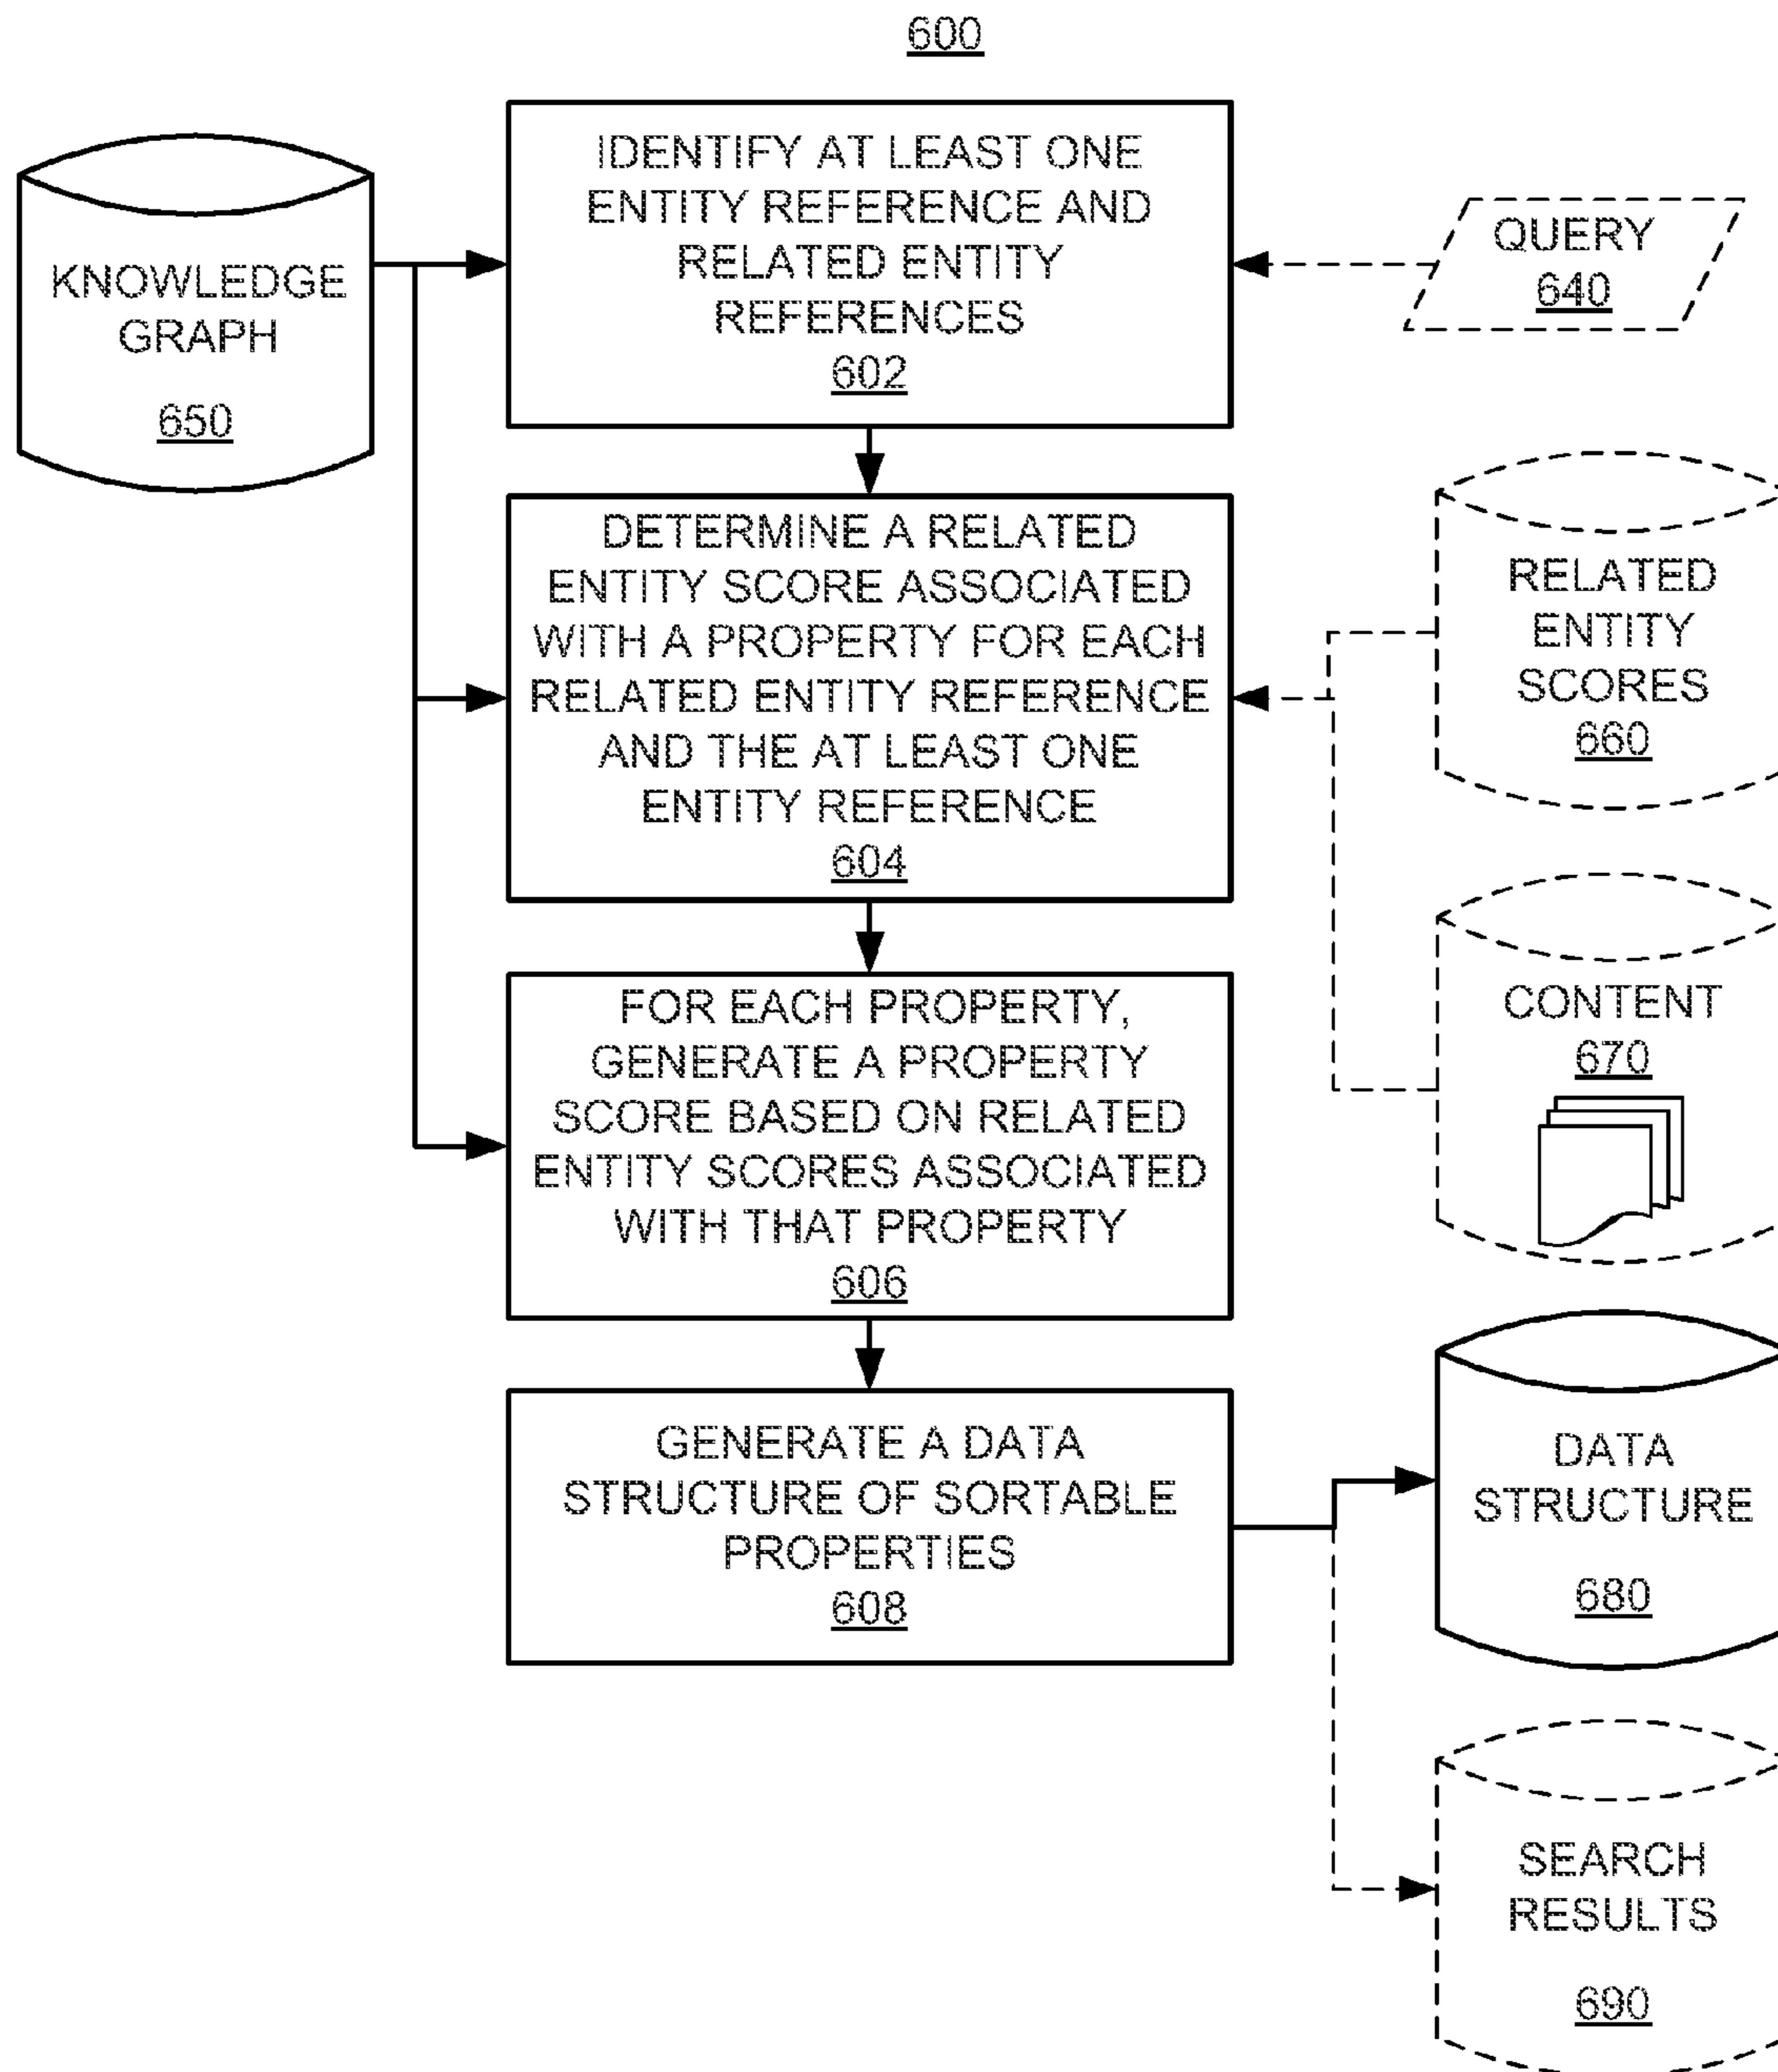 600
KNOWLEDGE
GRAPH
650
IDENTIFY AT LEAST ONE
ENTITY REFERENCE AND
RELATED ENTITY
REFERENCES
602
QUERY
640
DETERMINE A RELATED
ENTITY SCORE ASSOCIATED
WITH A PROPERTY FOR EACH
RELATED ENTITY REFERENCE
AND THE AT LEAST ONE
ENTITY REFERENCE
604
RELATED
ENTITY
SCORES
660
FOR EACH PROPERTY,
GENERATE A PROPERTY
SCORE BASED ON RELATED
ENTITY SCORES ASSOCIATED
WITH THAT PROPERTY
606
CONTENT
670
GENERATE A DATA
STRUCTURE OF SORTABLE
PROPERTIES
608
DATA
STRUCTURE
680
SEARCH
RESULTS
690